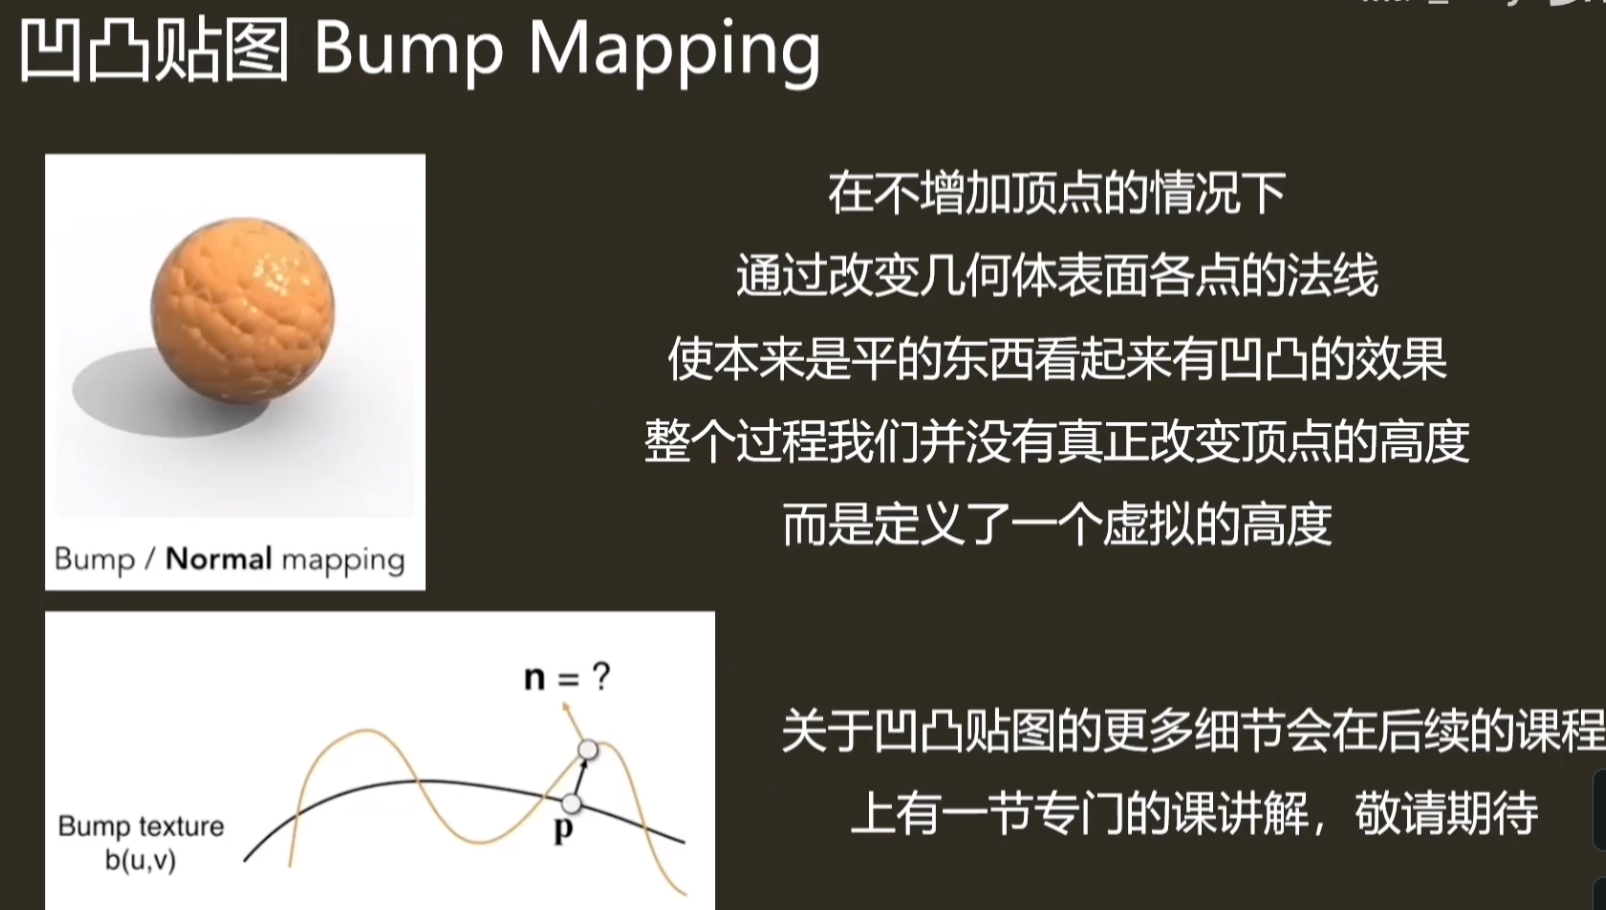 凹凸贴图 Bump Mapping
在不增加顶点的情况下
通过改变几何体表面各点的法线
使本来是平的东西看起来有凹凸的效果
整个过程我们并没有真正改变顶点的高度
而是定义了一个虚拟的高度
Bump / Normal mapping
n = ?
p
Bump texture
b(u,v)
关于凹凸贴图的更多细节会在后续的课程
上有一节专门的课讲解，敬请期待